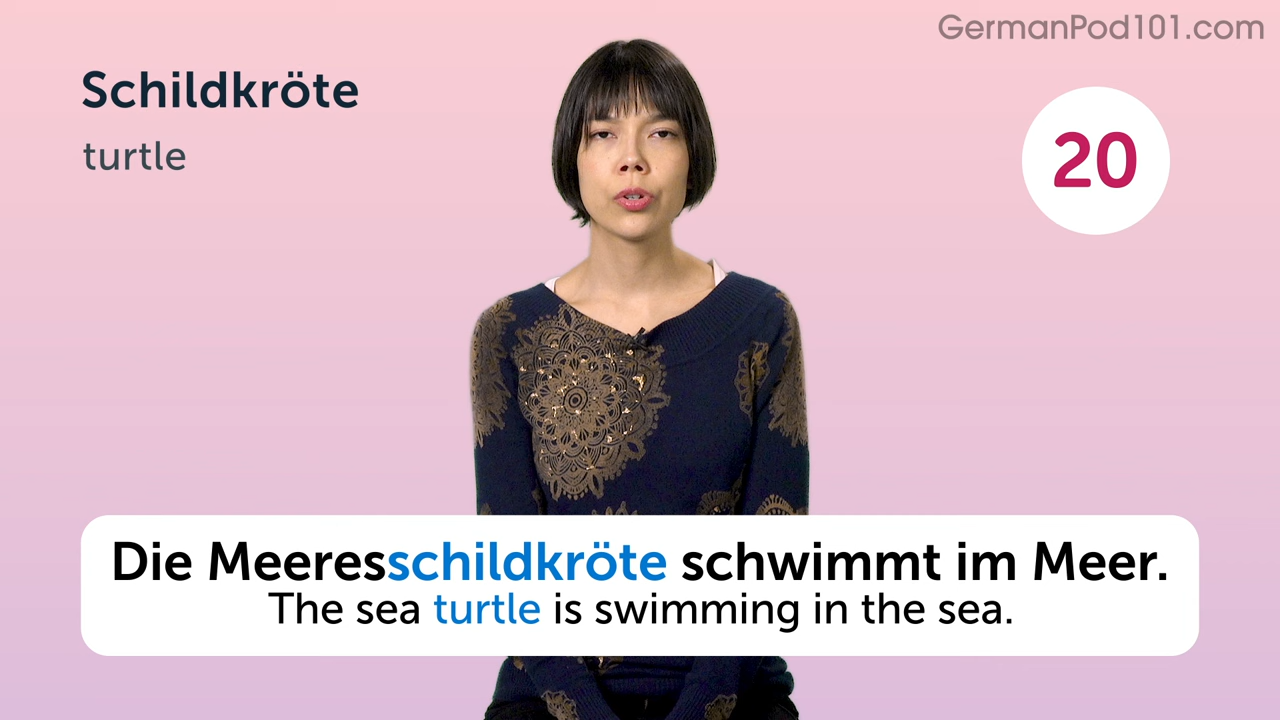 GermanPod101.com
Schildkröte
turtle
20
Die Meeresschildkröte schwimmt im Meer.
The sea turtle is swimming in the sea.